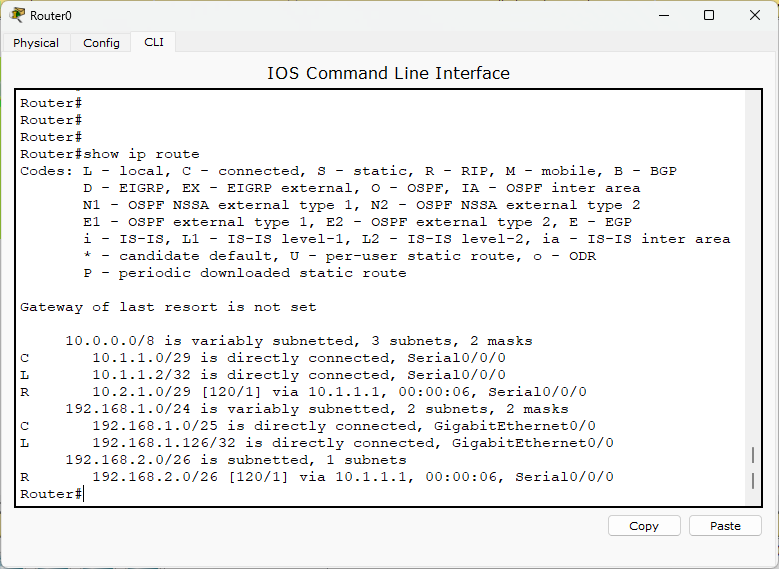 Router0
Physical Config CLI
IOS Command Line Interface
Router#
Router#
Router#
Router#show ip route
Codes: L - local, C - connected, S - static, R - RIP, M - mobile, B - BGP
D - EIGRP, EX - EIGRP external, O - OSPF, IA - OSPF inter area
N1 - OSPF NSSA external type 1, N2 - OSPF NSSA external type 2
E1 - OSPF external type 1, E2 - OSPF external type 2, E - EGP
i - IS-IS, L1 - IS-IS level-1, L2 - IS-IS level-2, ia - IS-IS inter area
* - candidate default, U - per-user static route, o - ODR
P - periodic downloaded static route
Gateway of last resort is not set
10.0.0.0/8 is variably subnetted, 3 subnets, 2 masks
C 10.1.1.0/29 is directly connected, Serial0/0/0
L 10.1.1.2/32 is directly connected, Serial0/0/0
R 10.2.1.0/29 [120/1] via 10.1.1.1, 00:00:06, Serial0/0/0
192.168.1.0/24 is variably subnetted, 2 subnets, 2 masks
C 192.168.1.0/25 is directly connected, GigabitEthernet0/0
L 192.168.1.126/32 is directly connected, GigabitEthernet0/0
192.168.2.0/26 is subnetted, 1 subnets
R 192.168.2.0/26 [120/1] via 10.1.1.1, 00:00:06, Serial0/0/0
Router#
Copy Paste